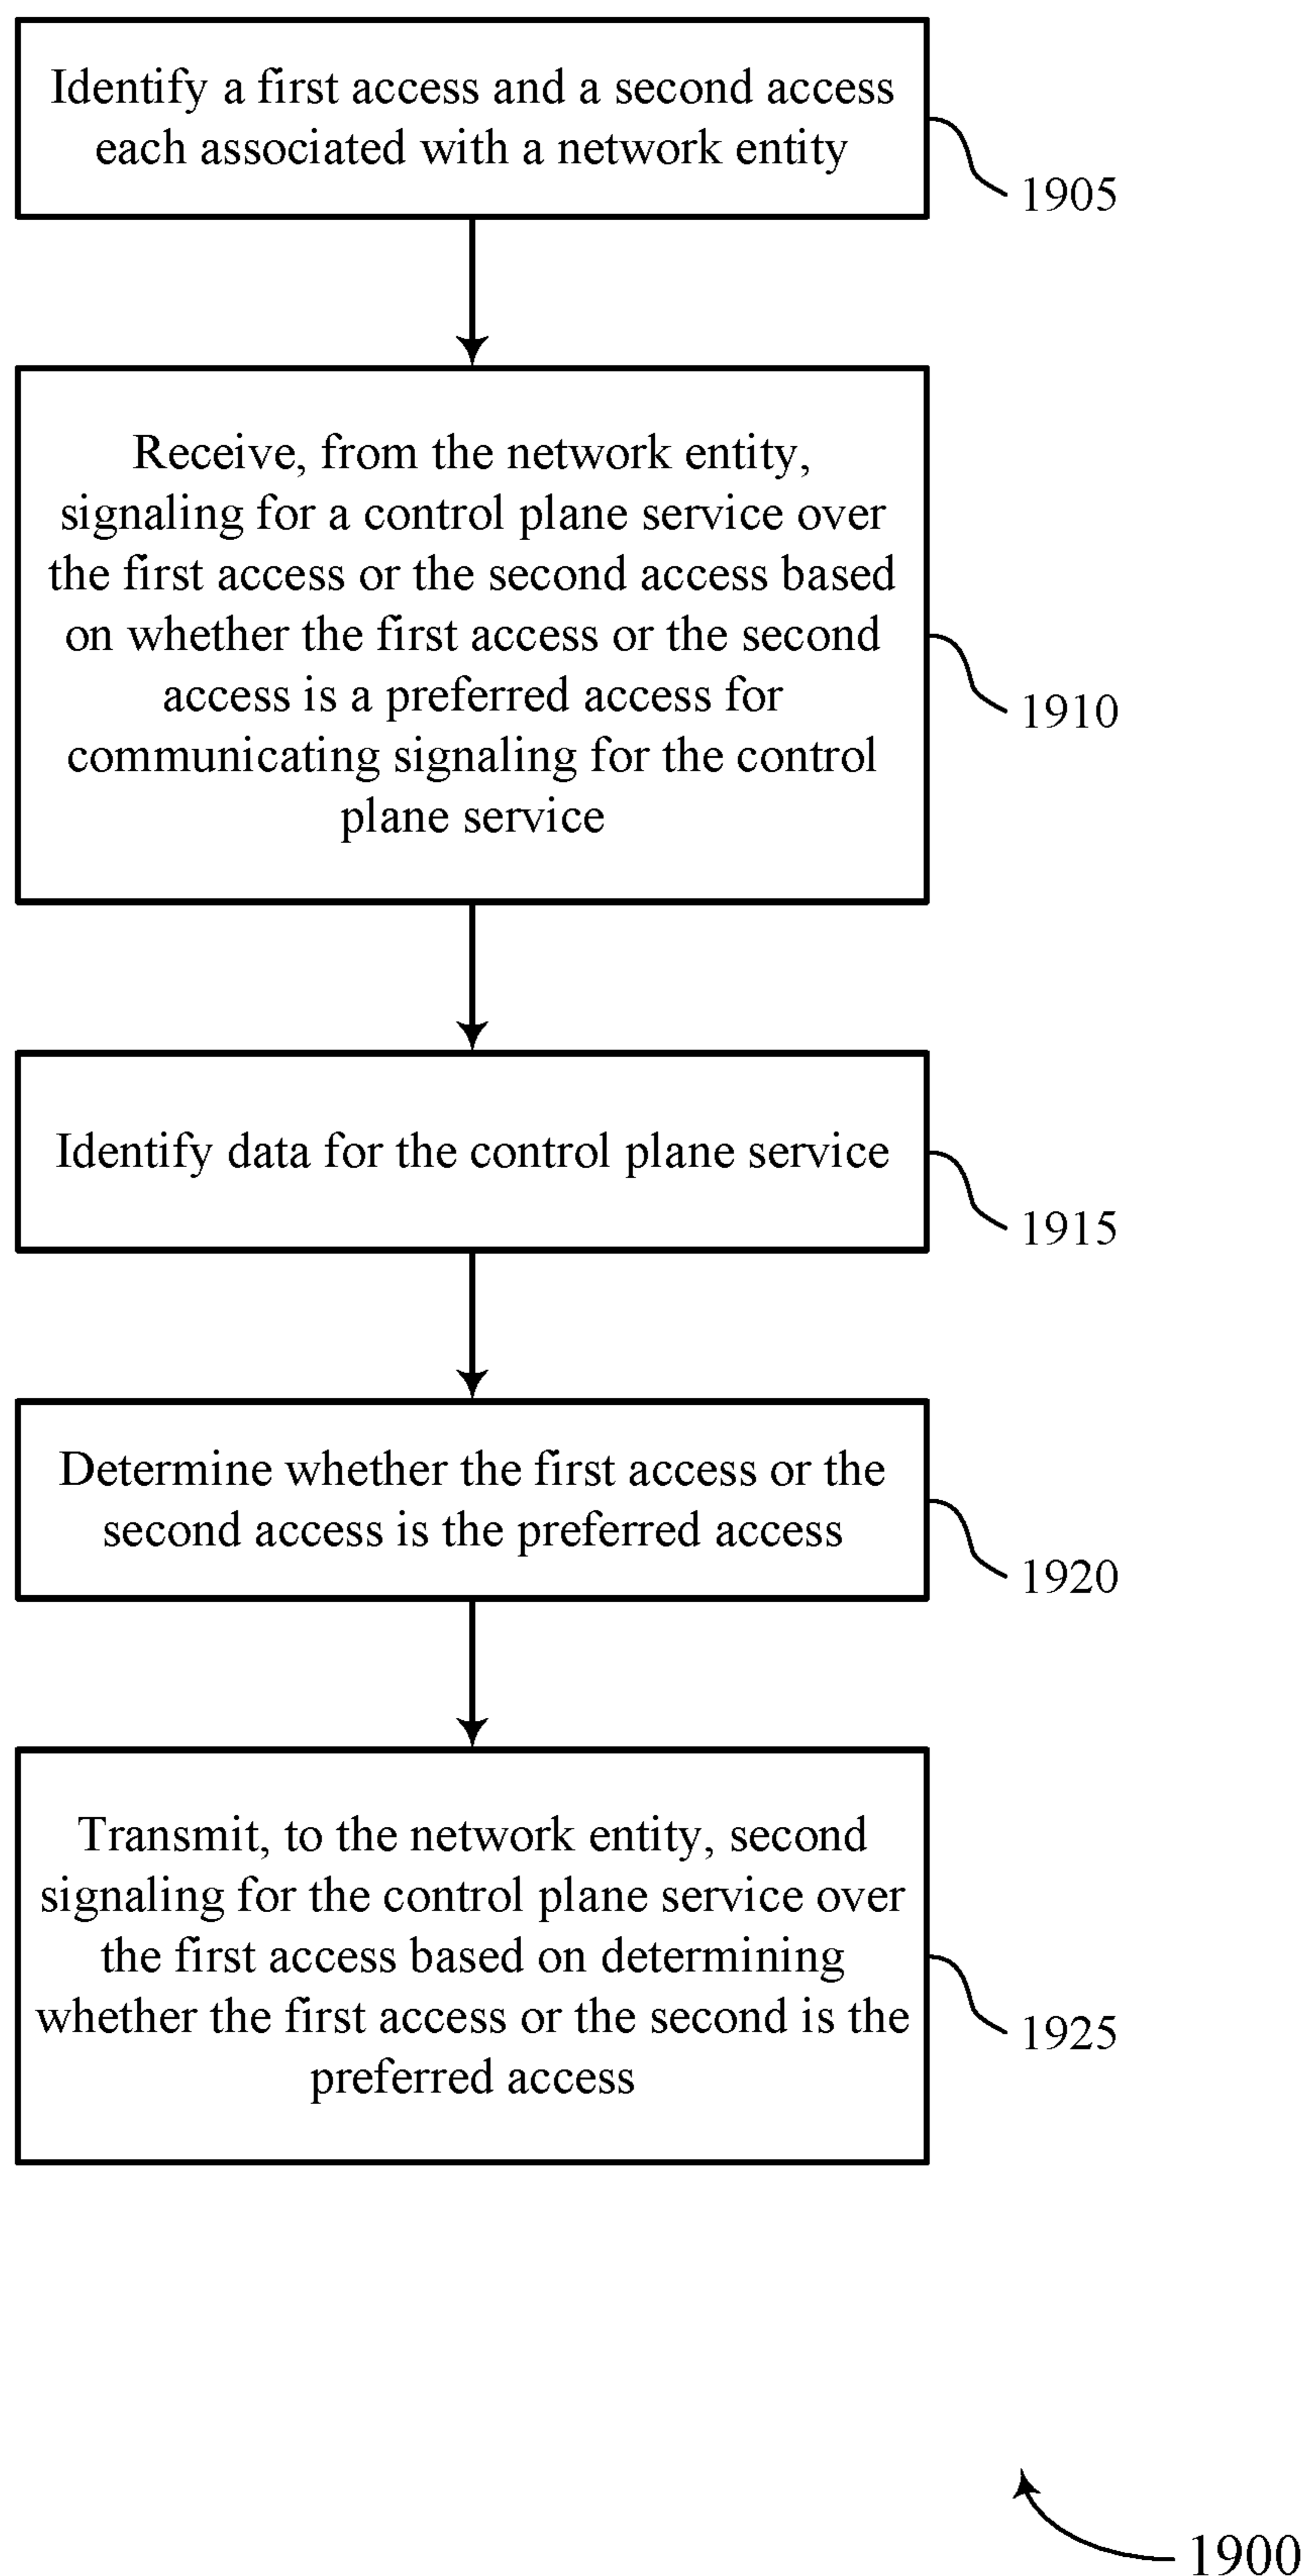 Identify a first access and a second access
each associated with a network entity
1905
Receive, from the network entity,
signaling for a control plane service over
the first access or the second access based
on whether the first access or the second
access is a preferred access for
communicating signaling for the control
plane service
1910
Identify data for the control plane service
1915
Determine whether the first access or the
second access is the preferred access
1920
Transmit, to the network entity, second
signaling for the control plane service over
the first access based on determining
whether the first access or the second is the
preferred access
1925
1900